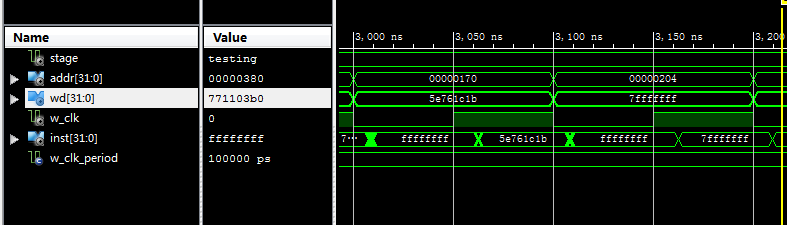 Name Value
3,000 ns 3,050 ns 3,100 ns 3,150 ns 3,200
stage testing
addr[31:0] 00000380 00000170 00000204
wd[31:0] 771103b0 5e761c1b 7fffffff
w_clk 0
inst[31:0] ffffffff 7... ffffffff 5e761c1b ffffffff 7fffffff
w_clk_period 100000 ps